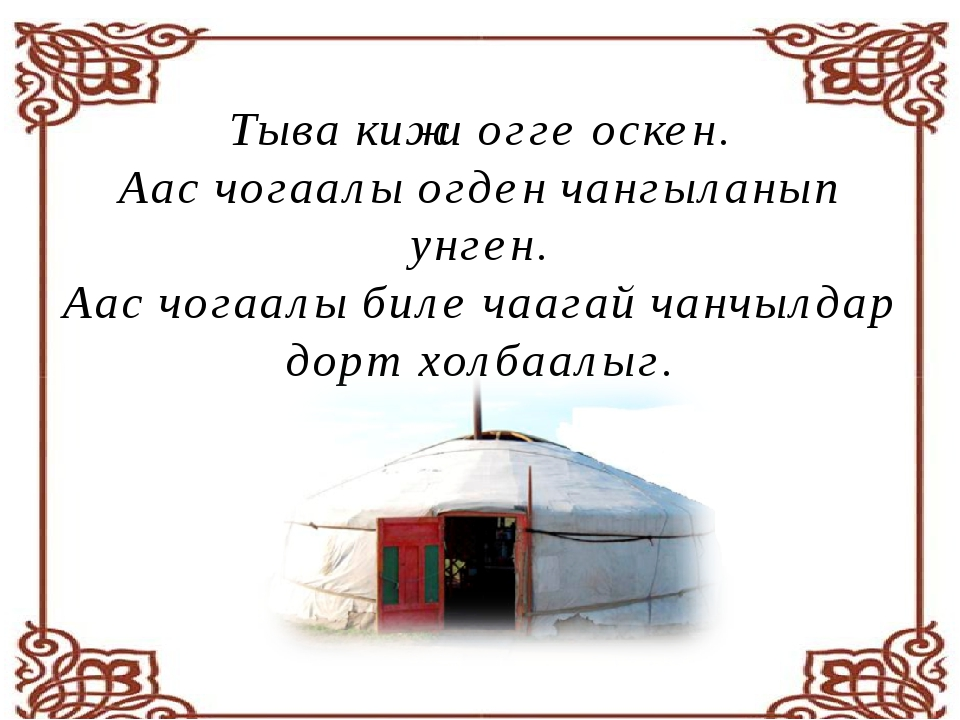 Тыва кижи огге оскен.
Аас чогаалы огден чангыланып
унген.
Аас чогаалы биле чаагай чанчылдар
дорт холбаалыг.